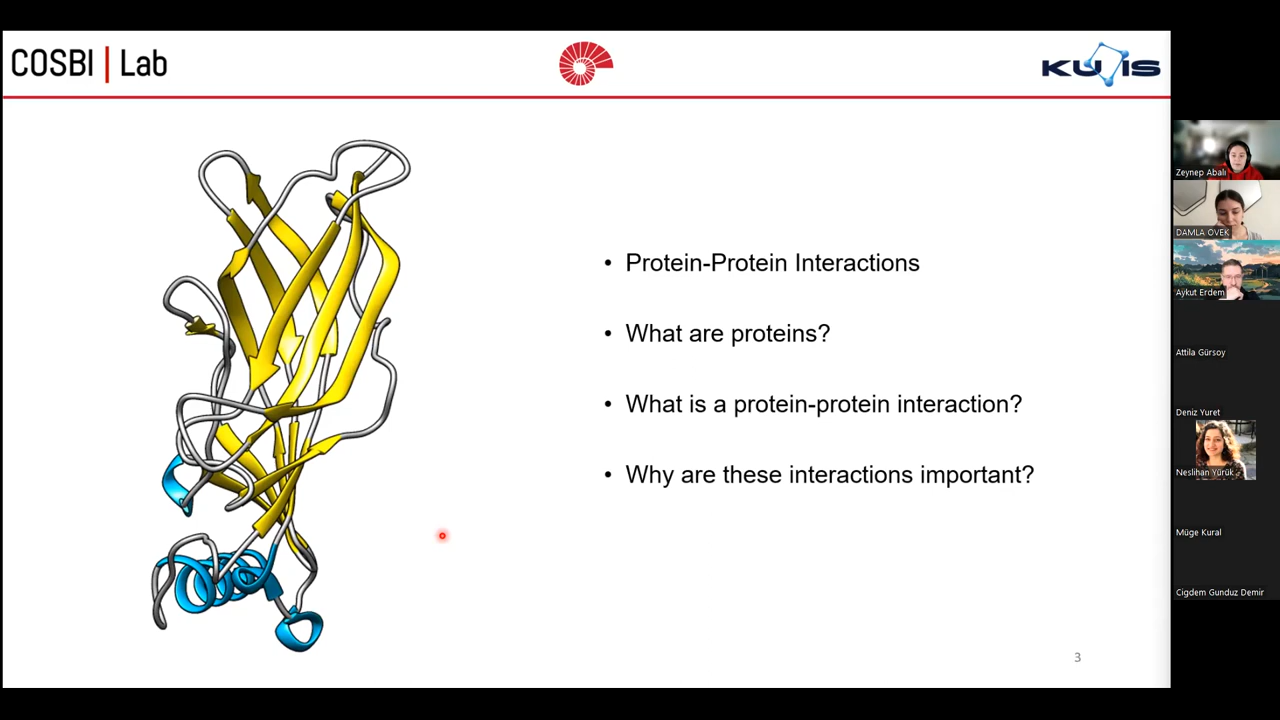 COSBI | Lab
KUIS
• Protein-Protein Interactions
• What are proteins?
• What is a protein-protein interaction?
• Why are these interactions important?
3
Zeynep Abalı
DAMLA OVEK
Aykut Erdem
Attila Gürsoy
Deniz Yuret
Neslihan Yürük...
Müge Kural
Cigdem Gunduz Demir